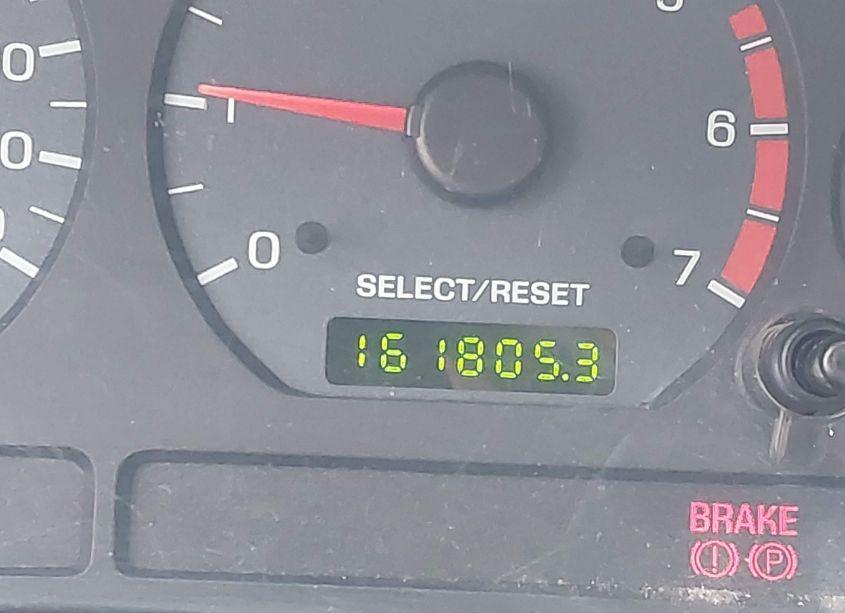 0
0
1
0
6
7
SELECT/RESET
161805.3
BRAKE
(!) (P)